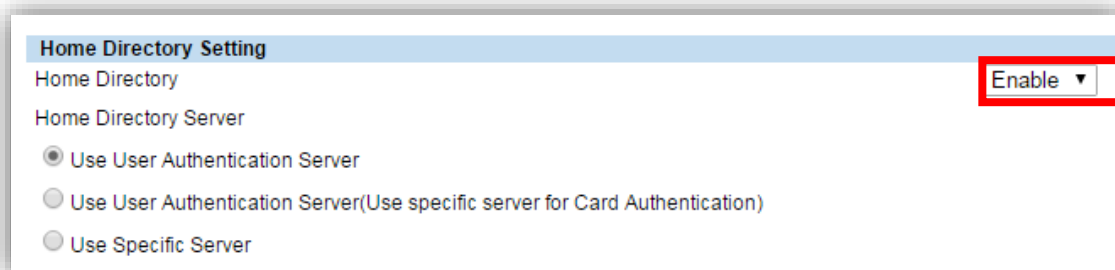 Home Directory Setting
Home Directory Enable
Home Directory Server
Use User Authentication Server
Use User Authentication Server(Use specific server for Card Authentication)
Use Specific Server